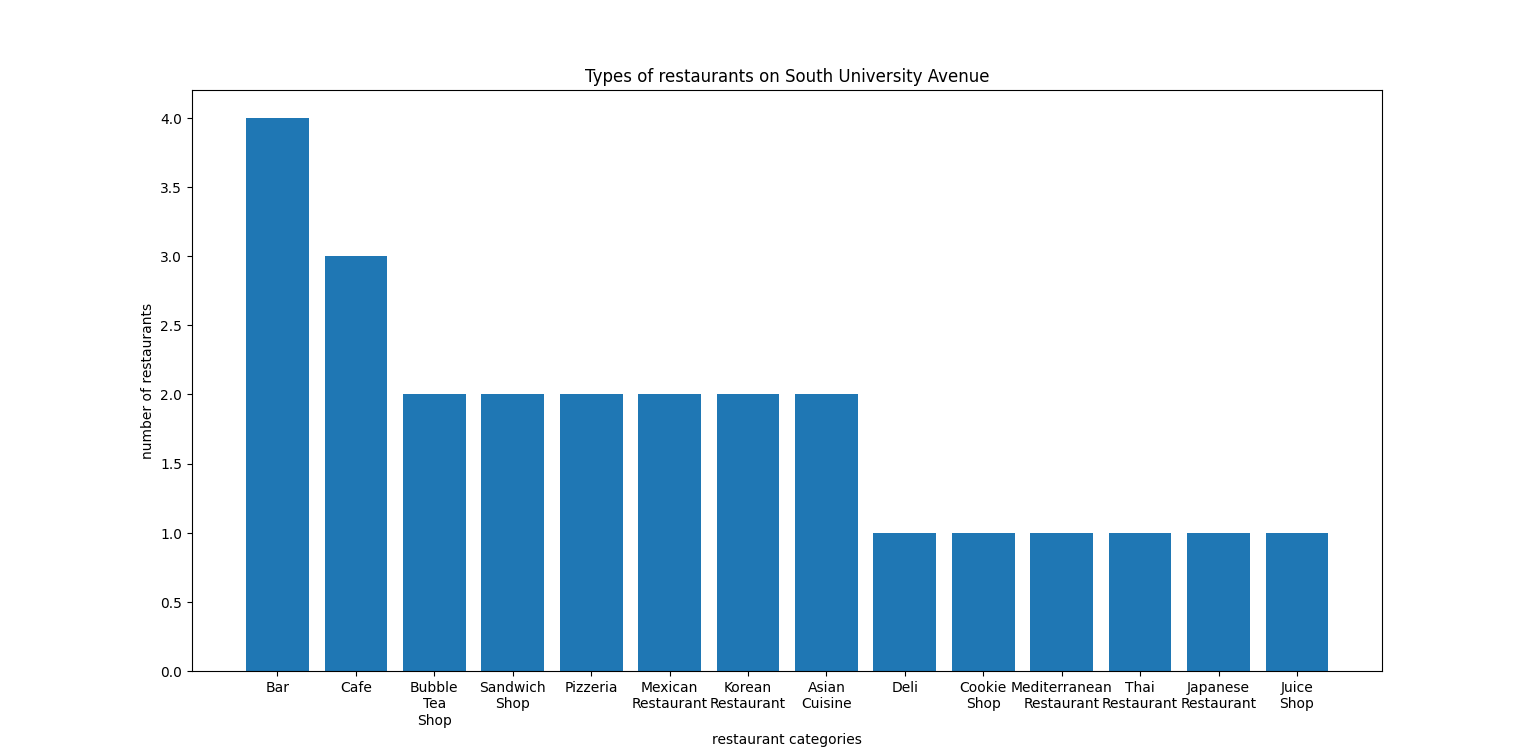 Types of restaurants on South University Avenue
4.0
3.5
3.0
2.5
2.0
1.5
1.0
0.5
0.0
number of restaurants
Bar
Cafe
Bubble
Tea
Shop
Sandwich
Shop
Pizzeria
Mexican
Restaurant
Korean
Restaurant
Asian
Cuisine
Deli
Cookie
Shop
Mediterranean
Restaurant
Thai
Restaurant
Japanese
Restaurant
Juice
Shop
restaurant categories